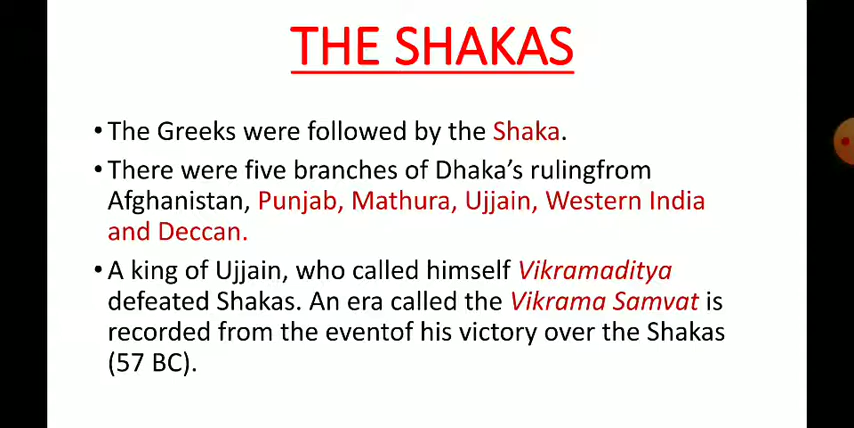 THE SHAKAS
• The Greeks were followed by the Shaka.
• There were five branches of Dhaka's rulingfrom
Afghanistan, Punjab, Mathura, Ujjain, Western India
and Deccan.
• A king of Ujjain, who called himself Vikramaditya
defeated Shakas. An era called the Vikrama Samvat is
recorded from the eventof his victory over the Shakas
(57 BC).